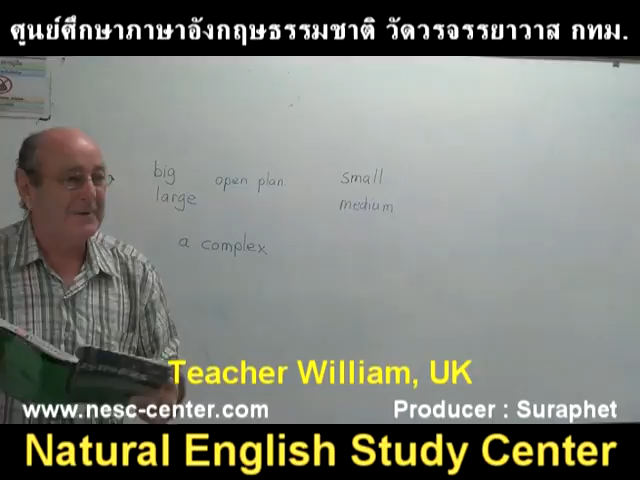 ศูนย์ศึกษาภาษาอังกฤษธรรมชาติ วัดวรจรรยาวาส กทม.
big open plan small
large medium
a complex
Teacher William, UK
www.nesc-center.com Producer : Suraphet
Natural English Study Center